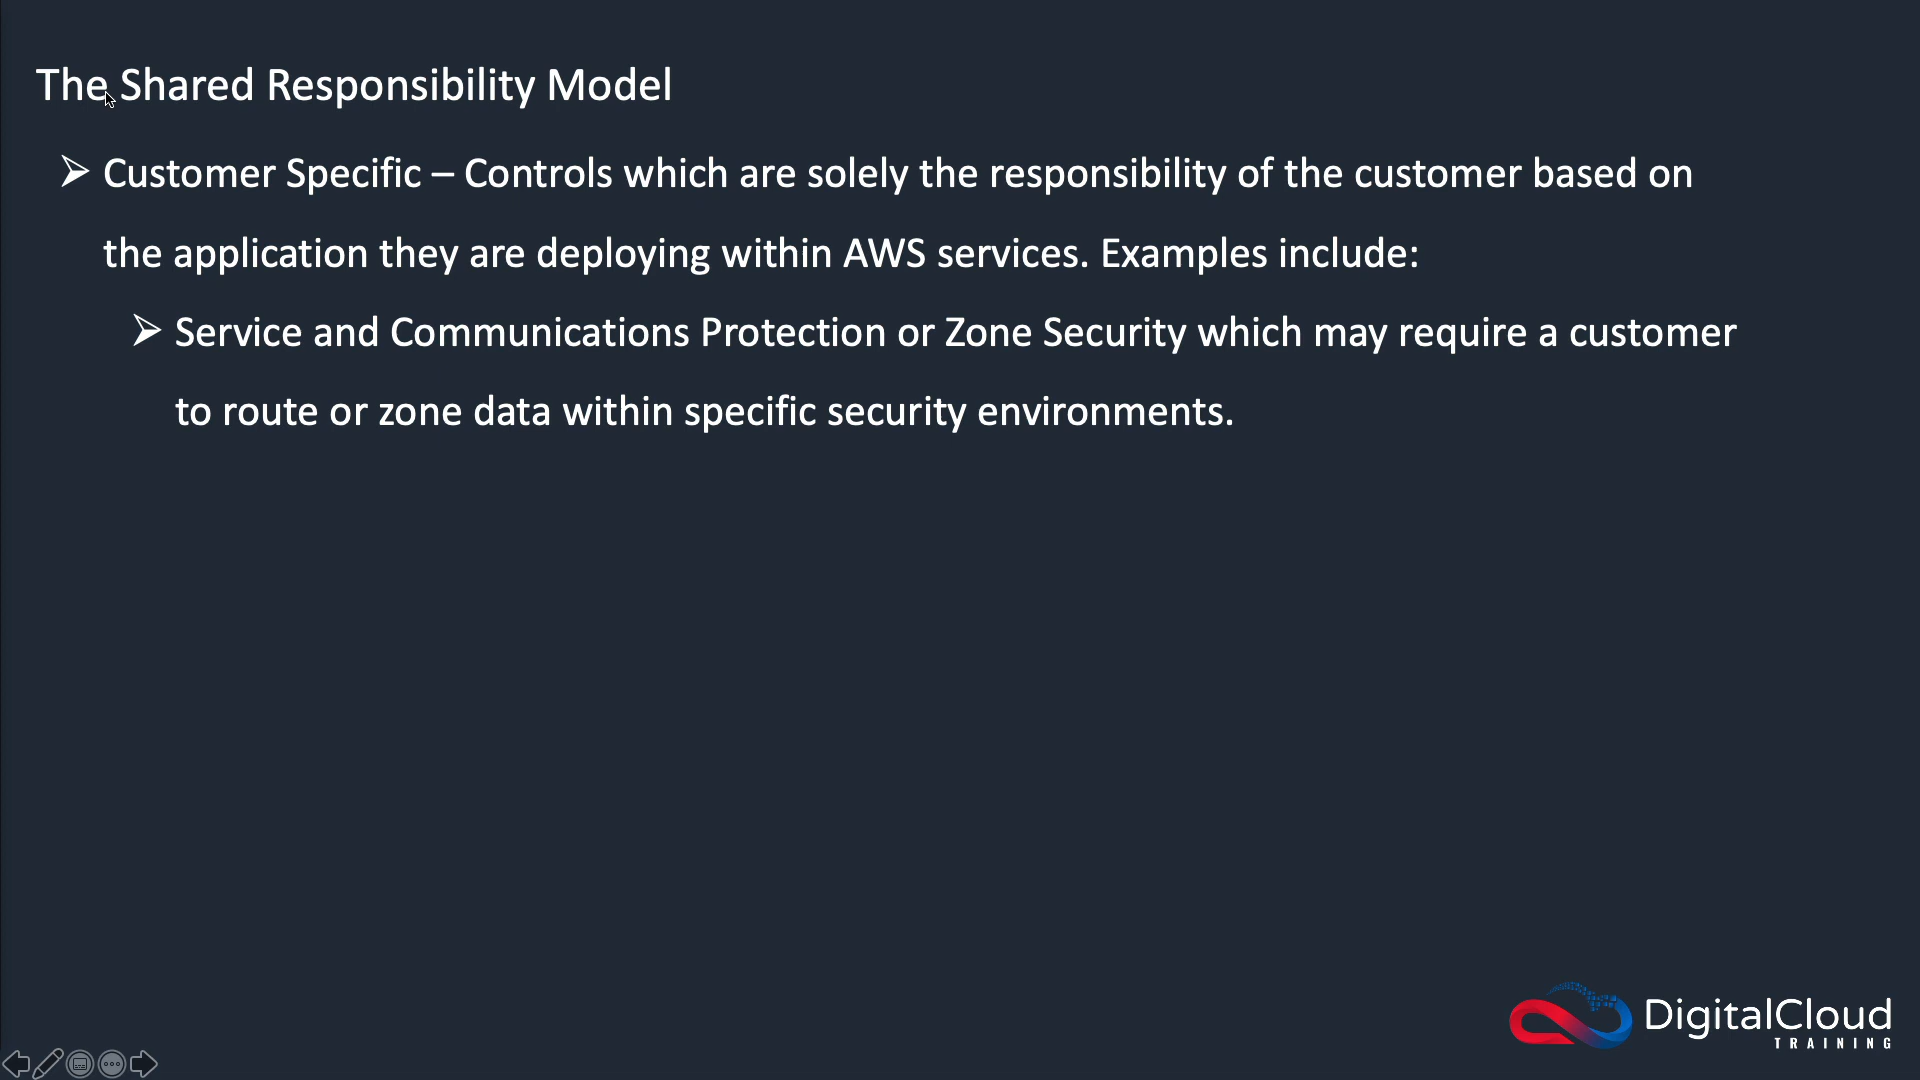 The Shared Responsibility Model
➢ Customer Specific – Controls which are solely the responsibility of the customer based on
the application they are deploying within AWS services. Examples include:
➢ Service and Communications Protection or Zone Security which may require a customer
to route or zone data within specific security environments.
DigitalCloud
TRAINING